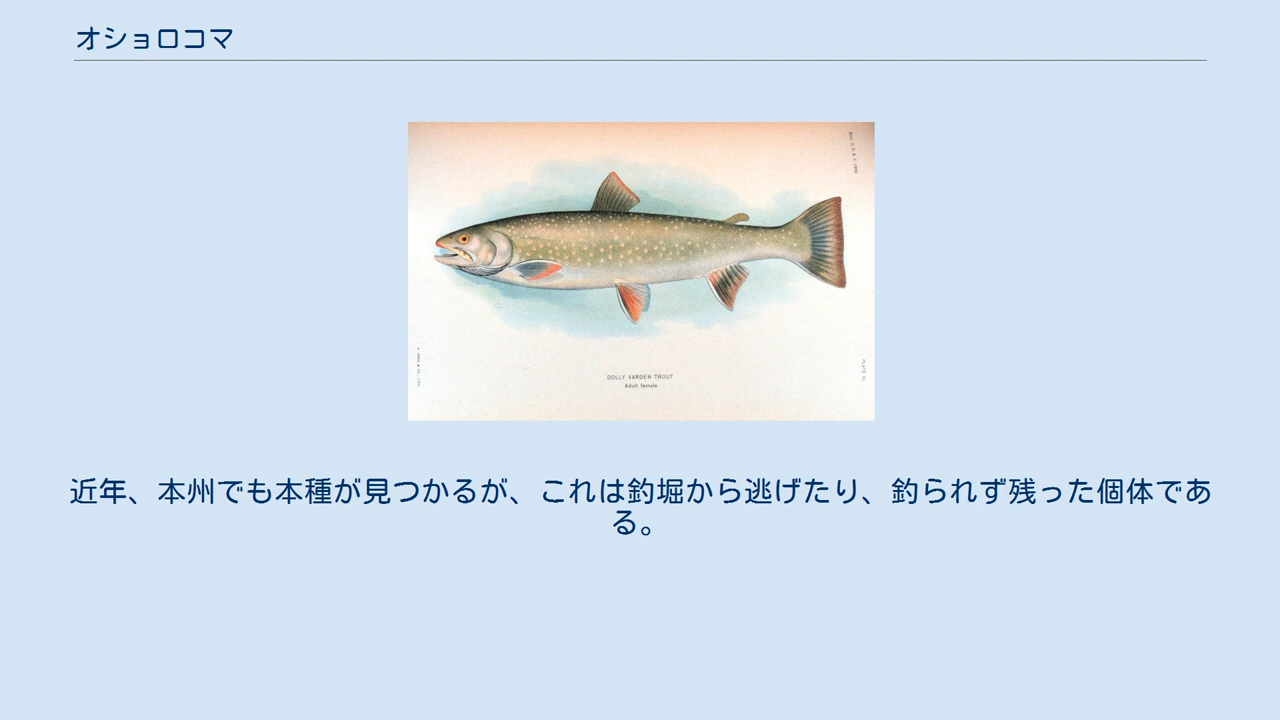 オショロコマ
DOLLY VARDEN TROUT
Adult female
近年、本州でも本種が見つかるが、これは釣堀から逃げたり、釣られず残った個体であ
る。